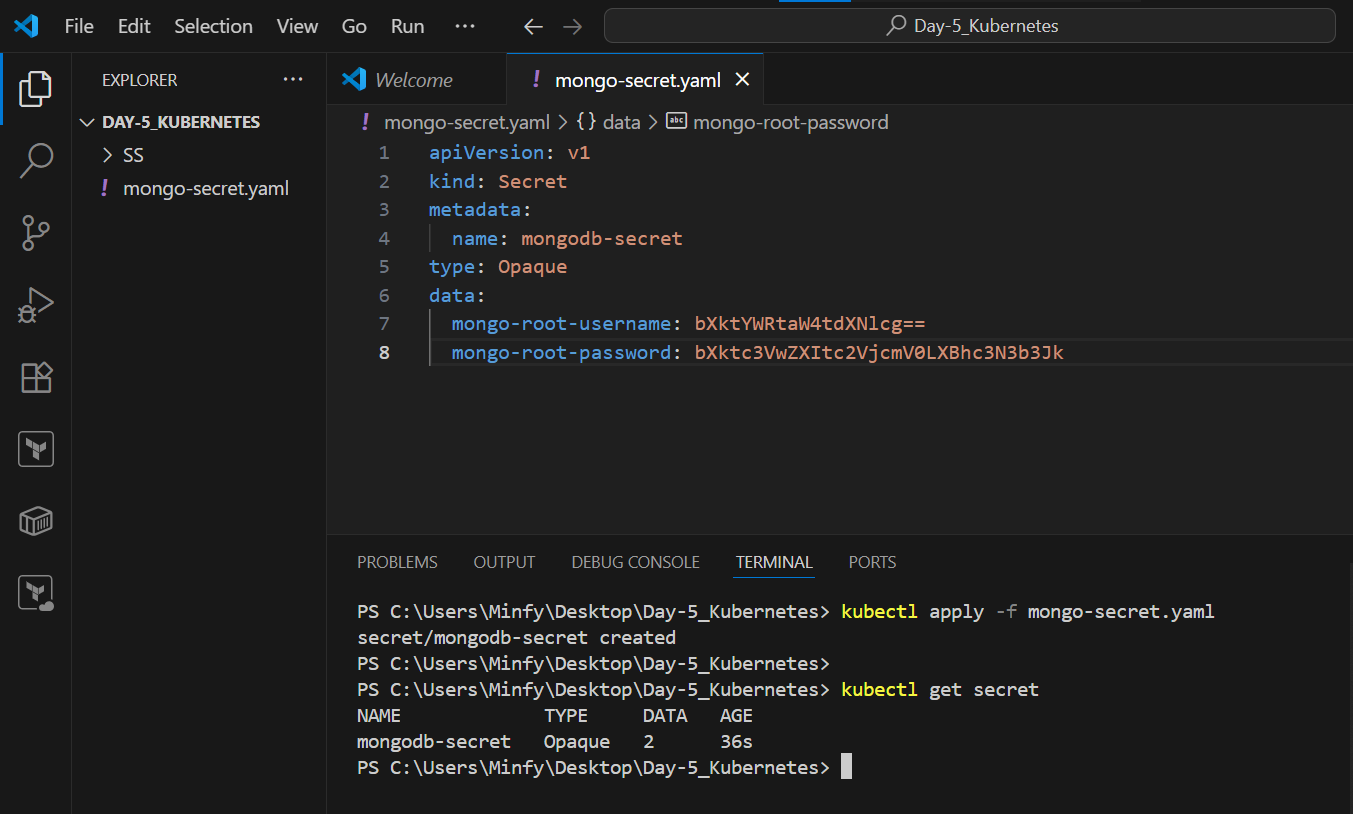 File Edit Selection View Go Run ··· Day-5_Kubernetes
EXPLORER ···
DAY-5_KUBERNETES
SS
! mongo-secret.yaml
Welcome ! mongo-secret.yaml
! mongo-secret.yaml > {} data > abc mongo-root-password
1 apiVersion: v1
2 kind: Secret
3 metadata:
4 name: mongodb-secret
5 type: Opaque
6 data:
7 mongo-root-username: bXktYWRtaW4tdXNlcg==
8 mongo-root-password: bXktc3VwZXItc2VjcmV0LXBhc3N3b3Jk
PROBLEMS OUTPUT DEBUG CONSOLE TERMINAL PORTS
PS C:\Users\Minfy\Desktop\Day-5_Kubernetes> kubectl apply -f mongo-secret.yaml
secret/mongodb-secret created
PS C:\Users\Minfy\Desktop\Day-5_Kubernetes>
PS C:\Users\Minfy\Desktop\Day-5_Kubernetes> kubectl get secret
NAME TYPE DATA AGE
mongodb-secret Opaque 2 36s
PS C:\Users\Minfy\Desktop\Day-5_Kubernetes>